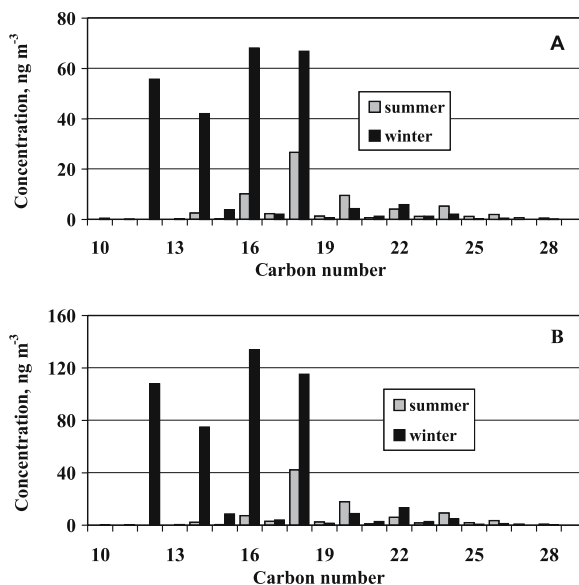 80
A
60
40
20
0
Concentration, ng m-3
summer
winter
10 13 16 19 22 25 28
Carbon number
160
B
120
80
40
0
Concentration, ng m-3
summer
winter
10 13 16 19 22 25 28
Carbon number